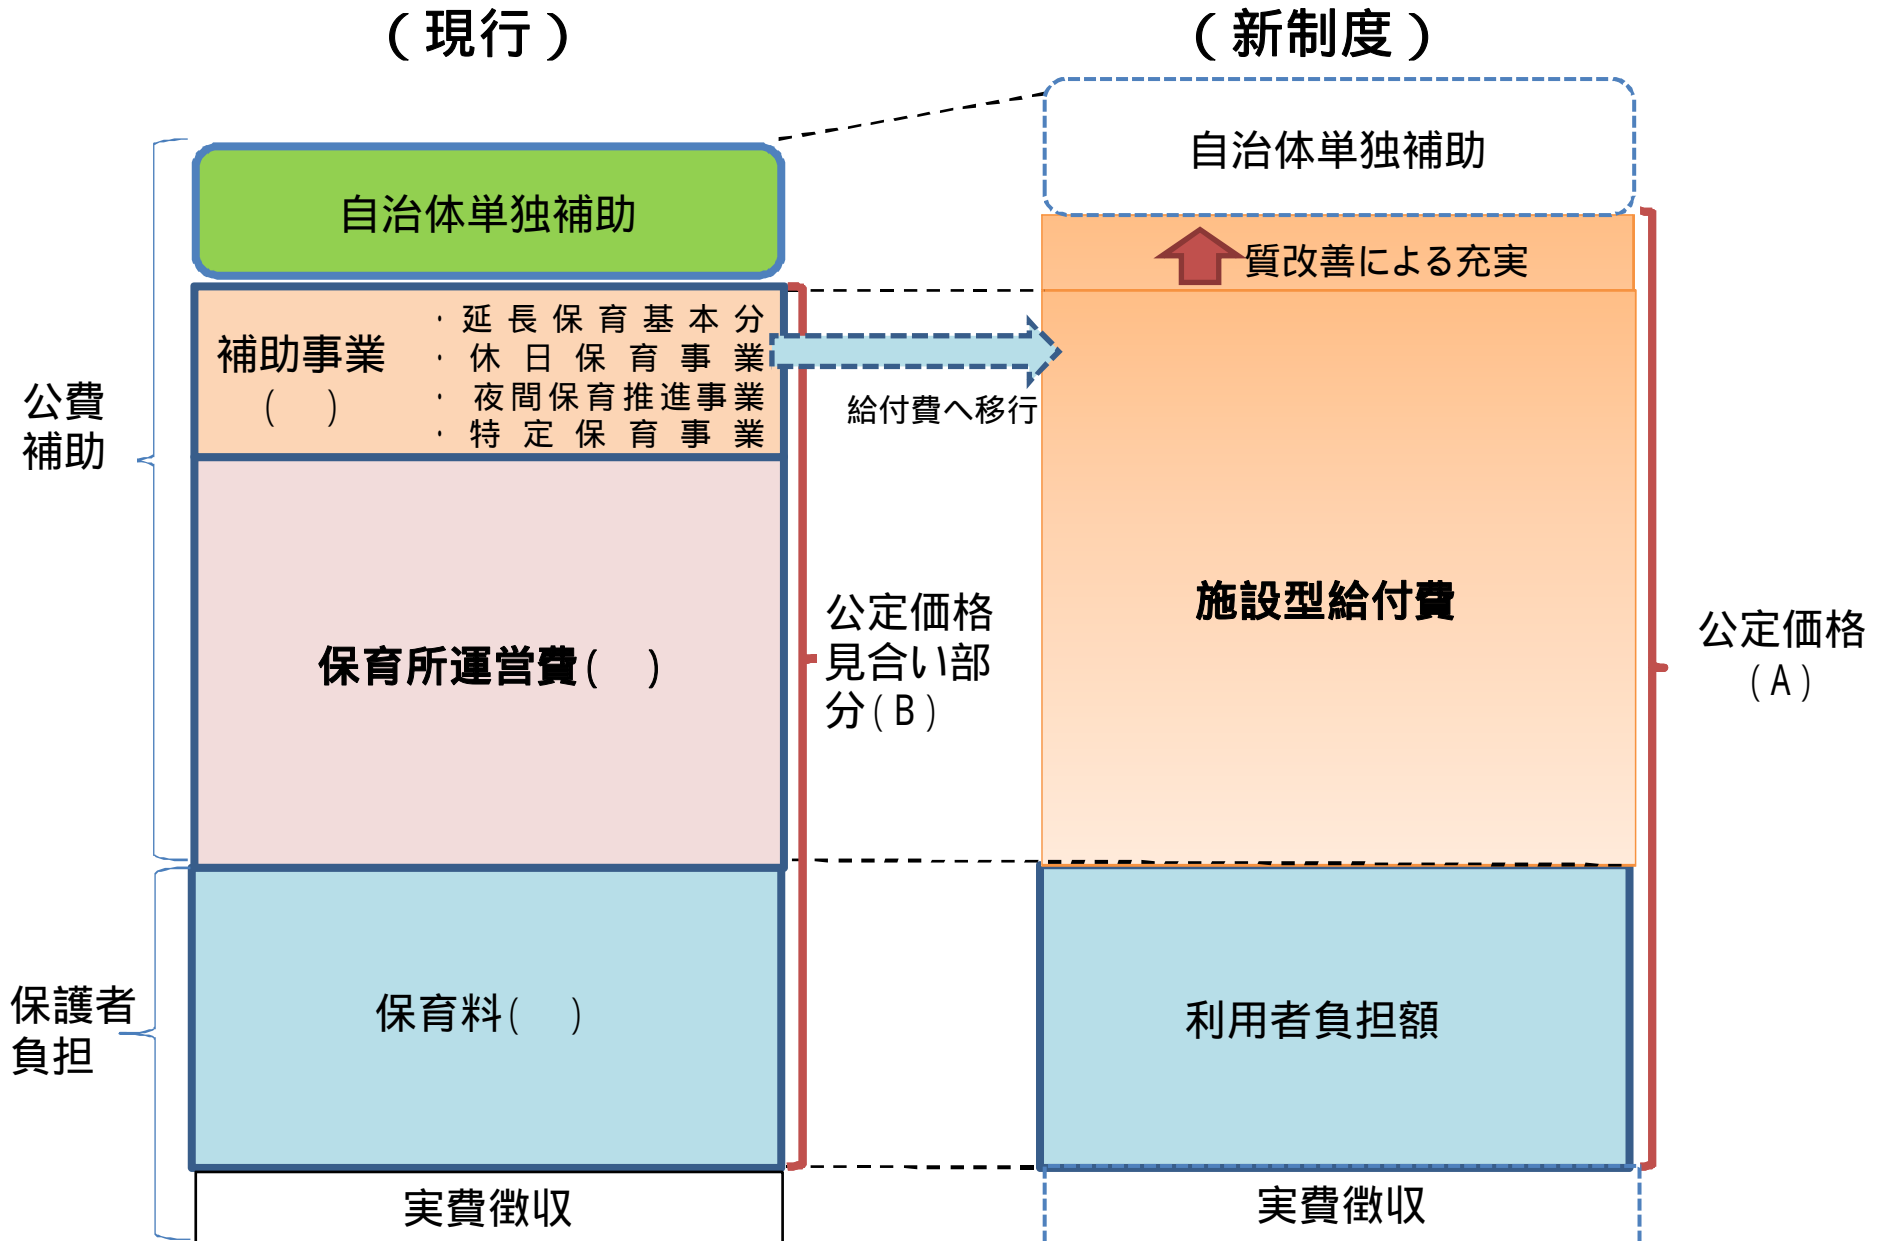 (現行)
(新制度)
自治体単独補助
自治体単独補助
質改善による充実
補助事業
(　)
・延長保育基本分
・休日保育事業
・夜間保育推進事業
・特定保育事業
給付費へ移行
公費
補助
保育所運営費(　)
公定価格
見合い部
分(B)
施設型給付費
公定価格
(A)
保護者
負担
保育料(　)
利用者負担額
実費徴収
実費徴収